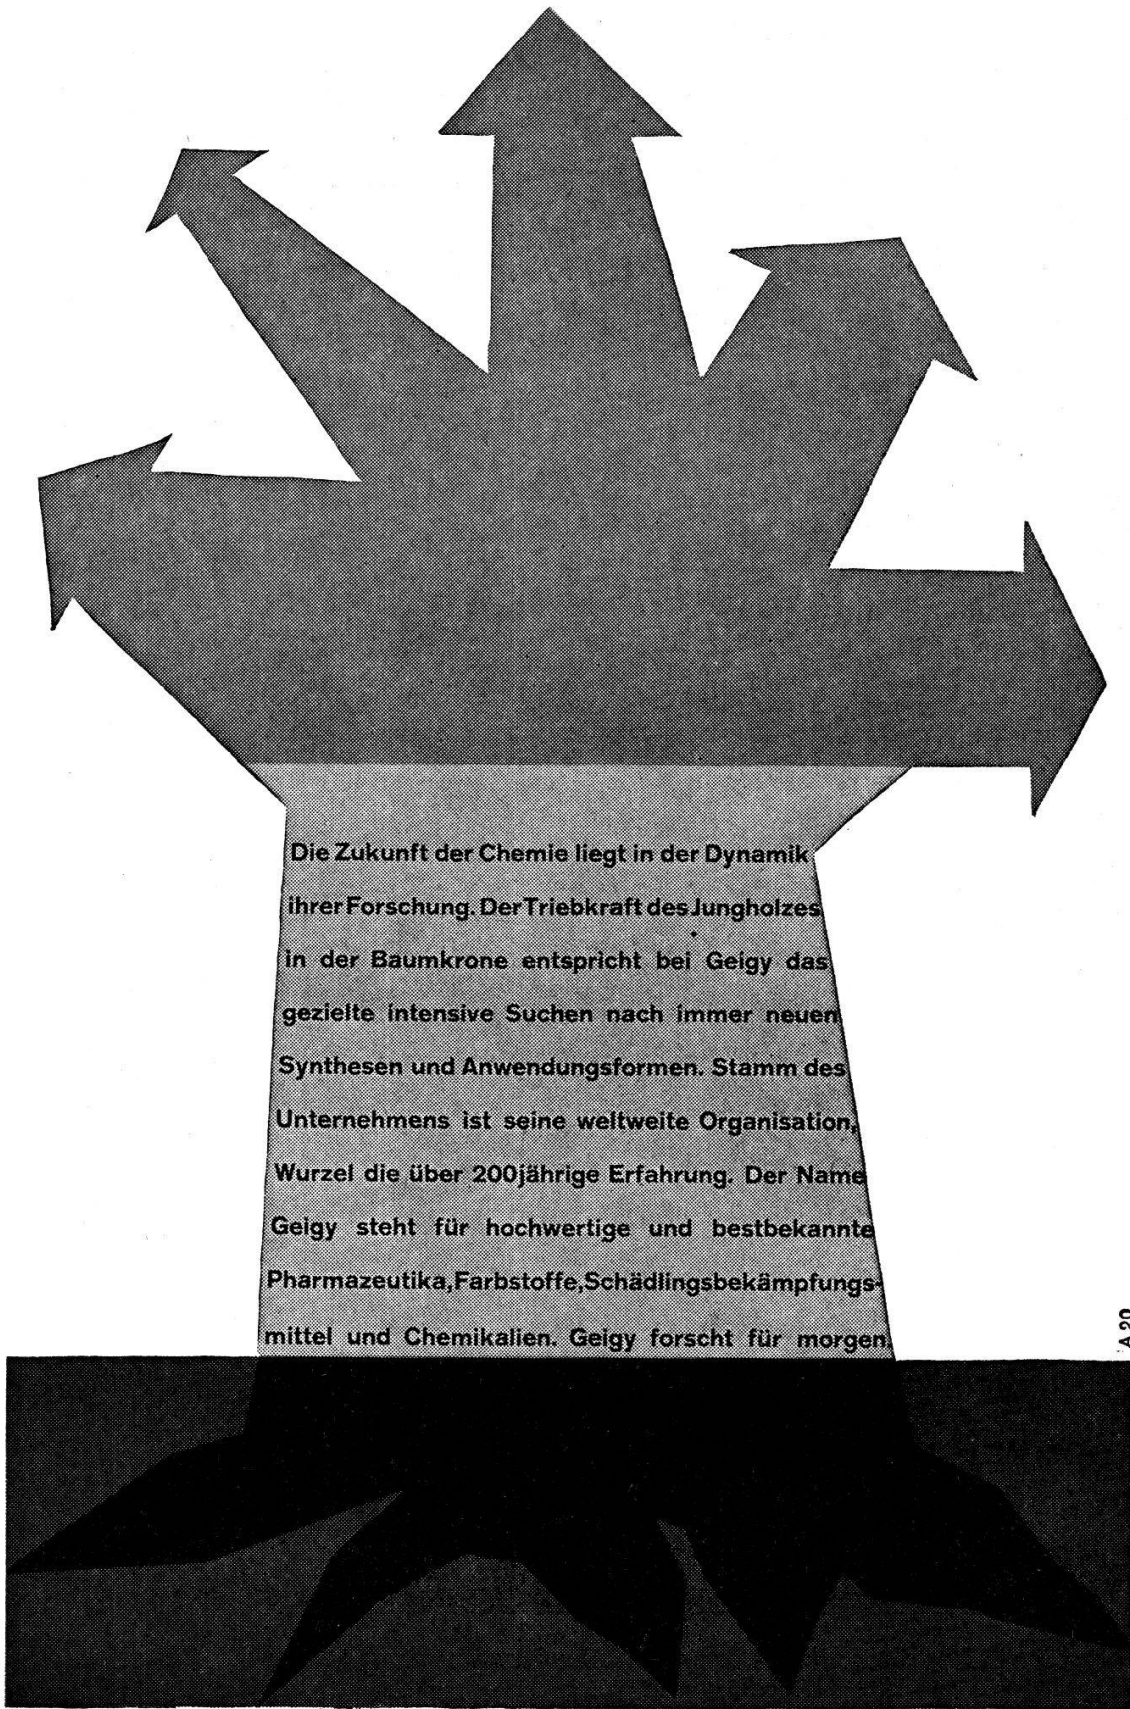 Die Zukunft der Chemie liegt in der Dynamik
ihrer Forschung. Der Triebkraft des Jungholzes
in der Baumkrone entspricht bei Geigy das
gezielte intensive Suchen nach immer neuen
Synthesen und Anwendungsformen. Stamm des
Unternehmens ist seine weltweite Organisation,
Wurzel die über 200jährige Erfahrung. Der Name
Geigy steht für hochwertige und bestbekannte
Pharmazeutika, Farbstoffe, Schädlingsbekämpfungs-
mittel und Chemikalien. Geigy forscht für morgen.
A 20